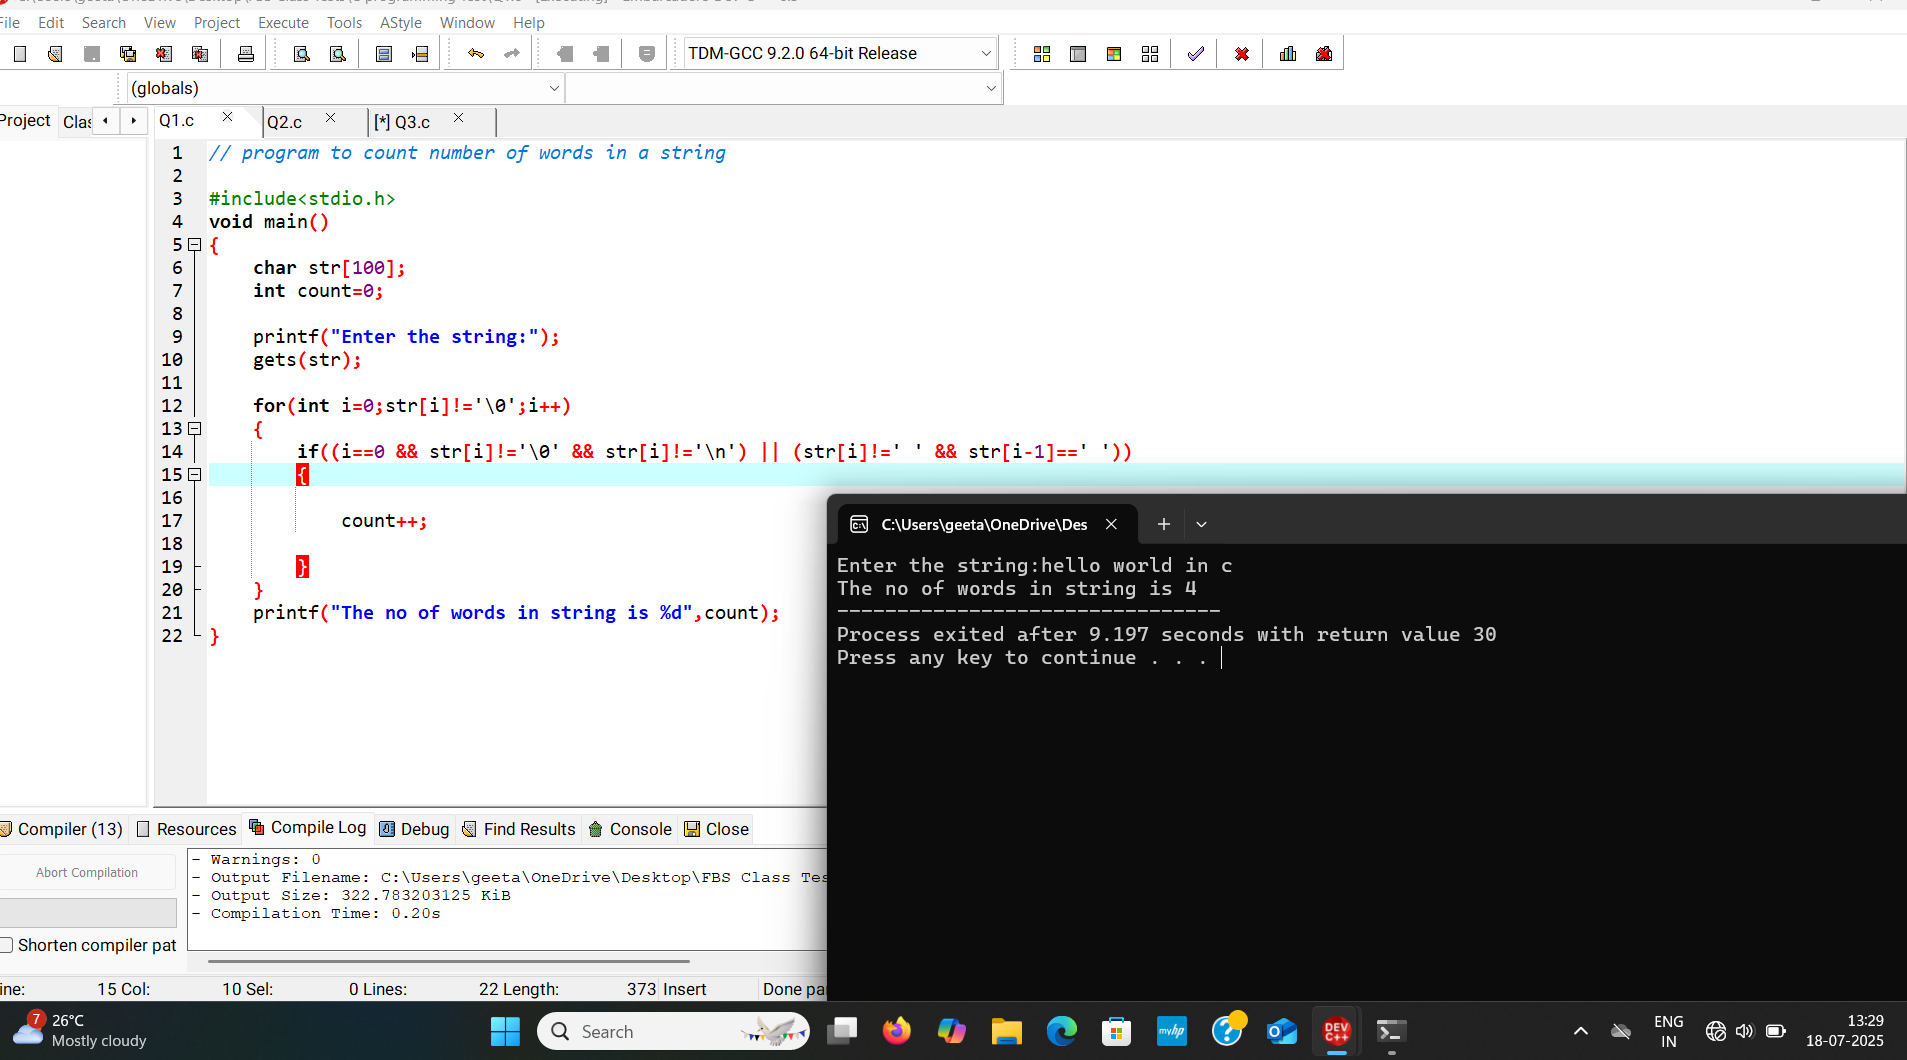 File Edit Search View Project Execute Tools AStyle Window Help
TDM-GCC 9.2.0 64-bit Release
(globals)
Project Clas
Q1.c Q2.c [*] Q3.c
1 // program to count number of words in a string
2
3 #include<stdio.h>
4 void main()
5 {
6 char str[100];
7 int count=0;
8
9 printf("Enter the string:");
10 gets(str);
11
12 for(int i=0;str[i]!='\0';i++)
13 {
14 if((i==0 && str[i]!='\0' && str[i]!='\n') || (str[i]!=' ' && str[i-1]==' '))
15 {
16
17 count++;
18
19 }
20 }
21 printf("The no of words in string is %d",count);
22 }
C:\Users\geeta\OneDrive\Des
Enter the string:hello world in c
The no of words in string is 4
--------------------------------
Process exited after 9.197 seconds with return value 30
Press any key to continue . . .
Compiler (13) Resources Compile Log Debug Find Results Console Close
Abort Compilation
Shorten compiler pat
- Warnings: 0
- Output Filename: C:\Users\geeta\OneDrive\Desktop\FBS Class Tes
- Output Size: 322.783203125 KiB
- Compilation Time: 0.20s
ine: 15 Col: 10 Sel: 0 Lines: 22 Length: 373 Insert Done pa
7
26°C
Mostly cloudy
Search
myhp
DEV
C++
ENG
IN
13:29
18-07-2025